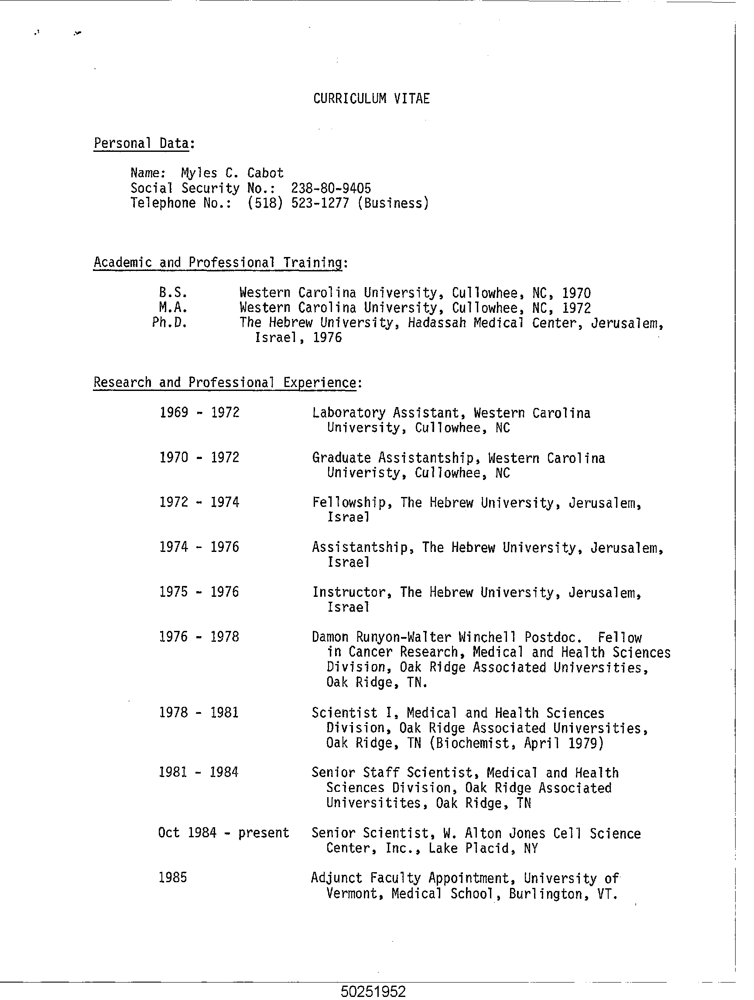 CURRICULUM VITAE
Personal Data:
Name: Myles C. Cabot
Social Security No.: 238-80-9405
Telephone No.: (518) 523-1277 (Business)
Academic and Professional Training:
B.S. Western Carolina University, Cullowhee, NC, 1970
M.A. Western Carolina University, Cullowhee, NC, 1972
Ph.D. The Hebrew University, Hadassah Medical Center, Jerusalem,
Israel, 1976
Research and Professional Experience:
1969 - 1972 Laboratory Assistant, Western Carolina
University, Cullowhee, NC
1970 - 1972 Graduate Assistantship, Western Carolina
Univeristy, Cullowhee, NC
1972 - 1974 Fellowship, The Hebrew University, Jerusalem,
Israel
1974 - 1976 Assistantship, The Hebrew University, Jerusalem,
Israel
1975 - 1976 Instructor, The Hebrew University, Jerusalem,
Israel
1976 - 1978 Damon Runyon-Walter Winchell Postdoc. Fellow
in Cancer Research, Medical and Health Sciences
Division, Oak Ridge Associated Universities,
Oak Ridge, TN.
1978 - 1981 Scientist I, Medical and Health Sciences
Division, Oak Ridge Associated Universities,
Oak Ridge, TN (Biochemist, April 1979)
1981 - 1984 Senior Staff Scientist, Medical and Health
Sciences Division, Oak Ridge Associated
Universitites, Oak Ridge, TN
Oct 1984 - present Senior Scientist, W. Alton Jones Cell Science
Center, Inc., Lake Placid, NY
1985 Adjunct Faculty Appointment, University of
Vermont, Medical School, Burlington, VT.
50251952